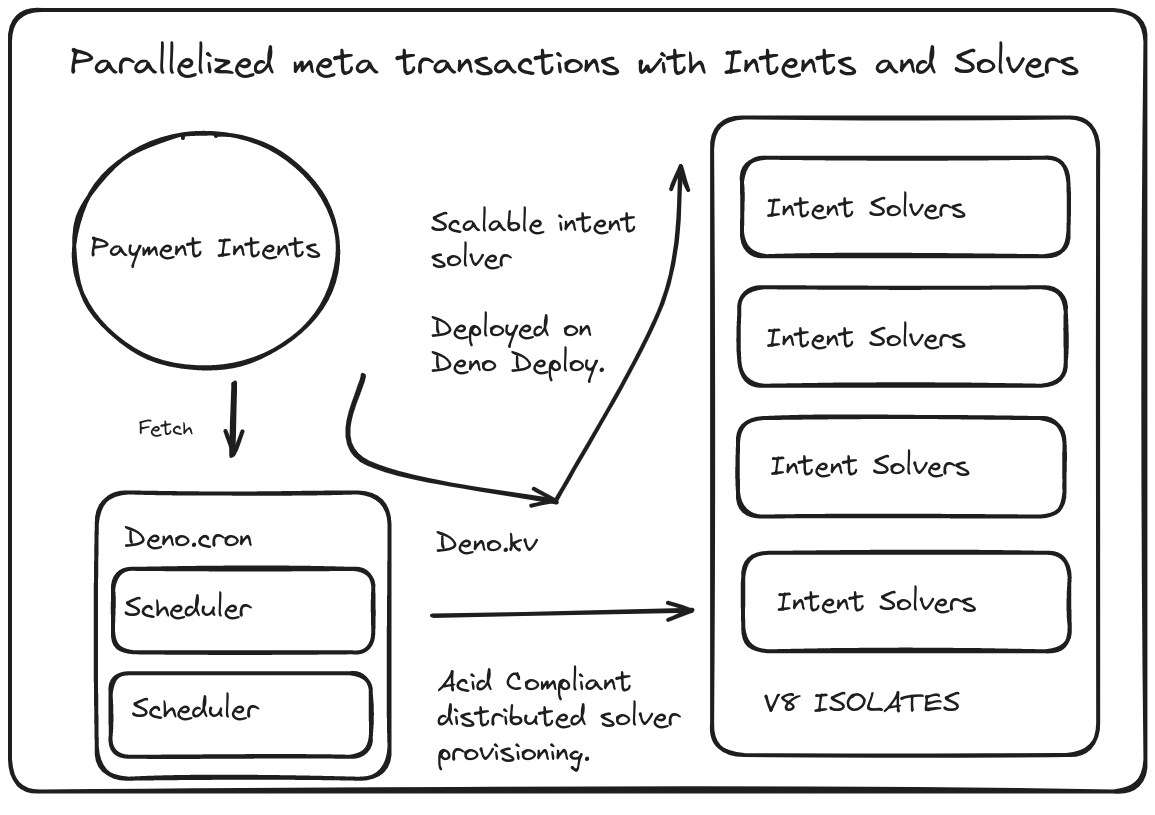 Parallelized meta transactions with Intents and Solvers
Payment Intents
Fetch
Deno.cron
Scheduler
Scheduler
Scalable intent
solver
Deployed on
Deno Deploy.
Deno.kv
Acid Compliant
distributed solver
provisioning.
Intent Solvers
Intent Solvers
Intent Solvers
Intent Solvers
V8 ISOLATES